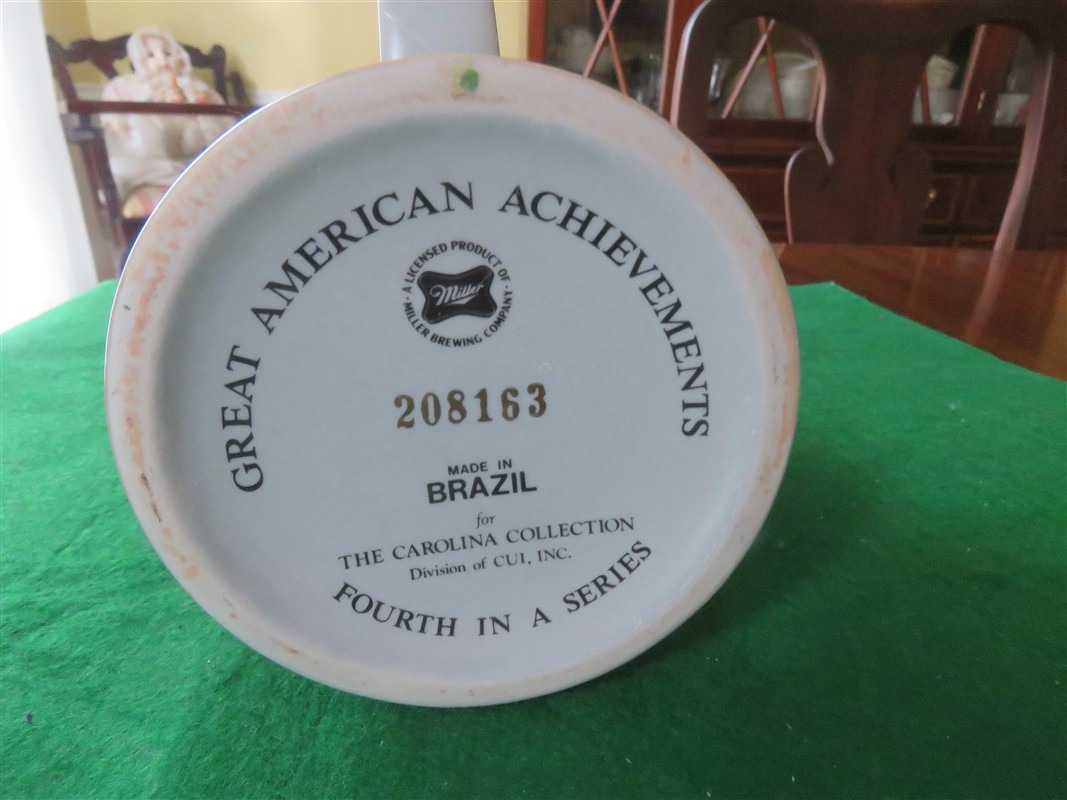 GREAT AMERICAN ACHIEVEMENTS
· A LICENSED PRODUCT OF ·
MILLER BREWING COMPANY
Miller
208163
MADE IN
BRAZIL
for
THE CAROLINA COLLECTION
Division of CUI, INC.
FOURTH IN A SERIES